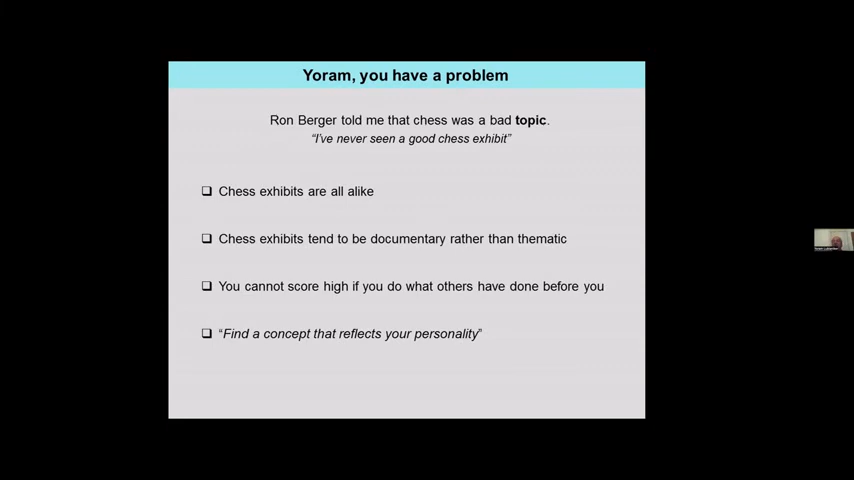 Yoram, you have a problem
Ron Berger told me that chess was a bad topic.
“I’ve never seen a good chess exhibit”
❑ Chess exhibits are all alike
❑ Chess exhibits tend to be documentary rather than thematic
❑ You cannot score high if you do what others have done before you
❑ “Find a concept that reflects your personality”